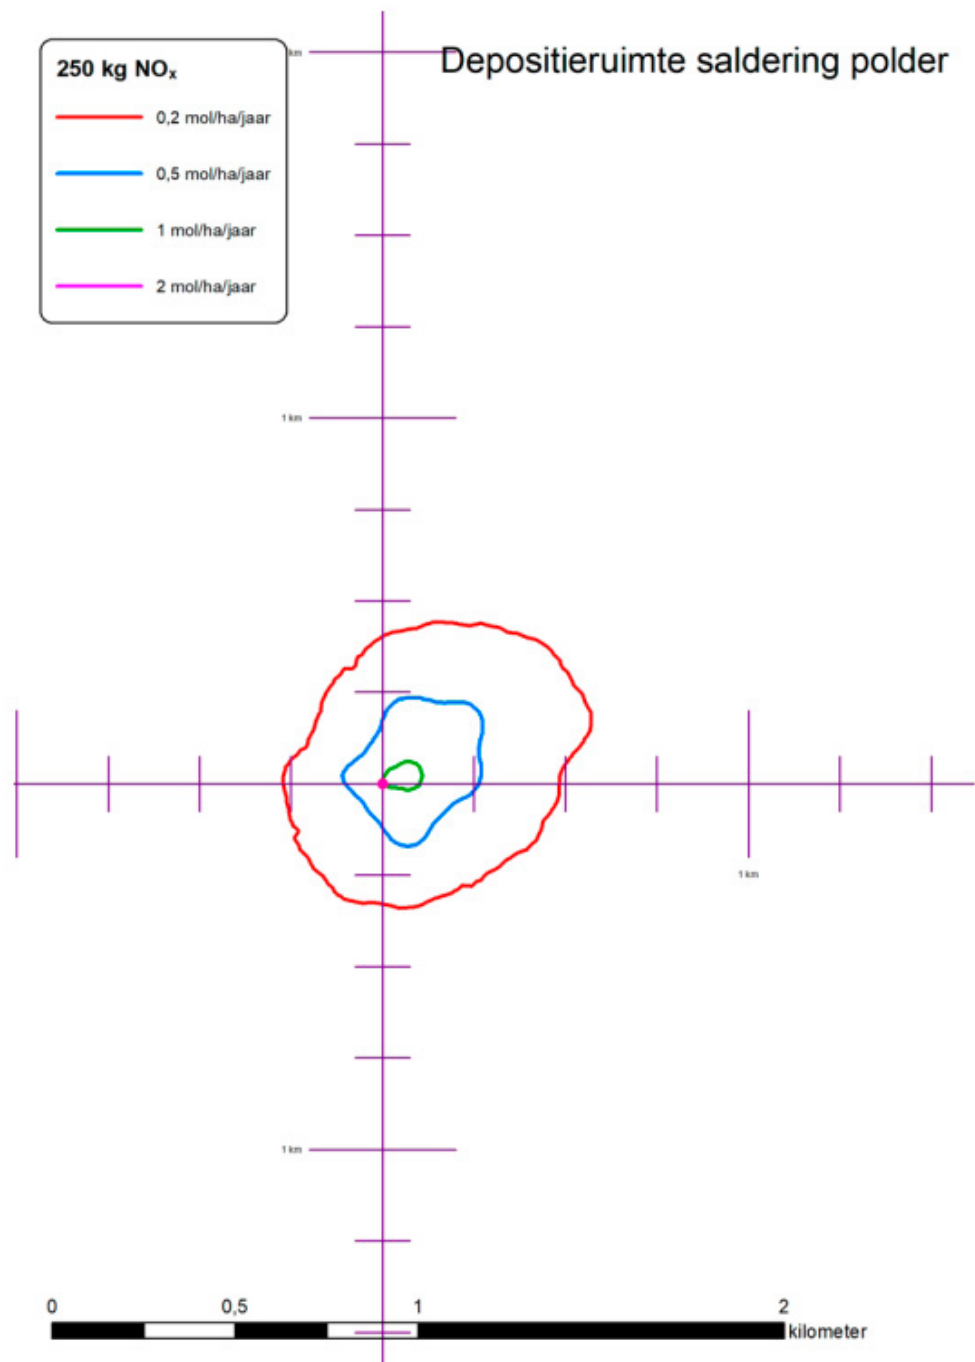 Depositieruimte saldering polder
250 kg NOₓ
0,2 mol/ha/jaar
0,5 mol/ha/jaar
1 mol/ha/jaar
2 mol/ha/jaar
km
1 km
1 km
1 km
0 0,5 1 2
kilometer